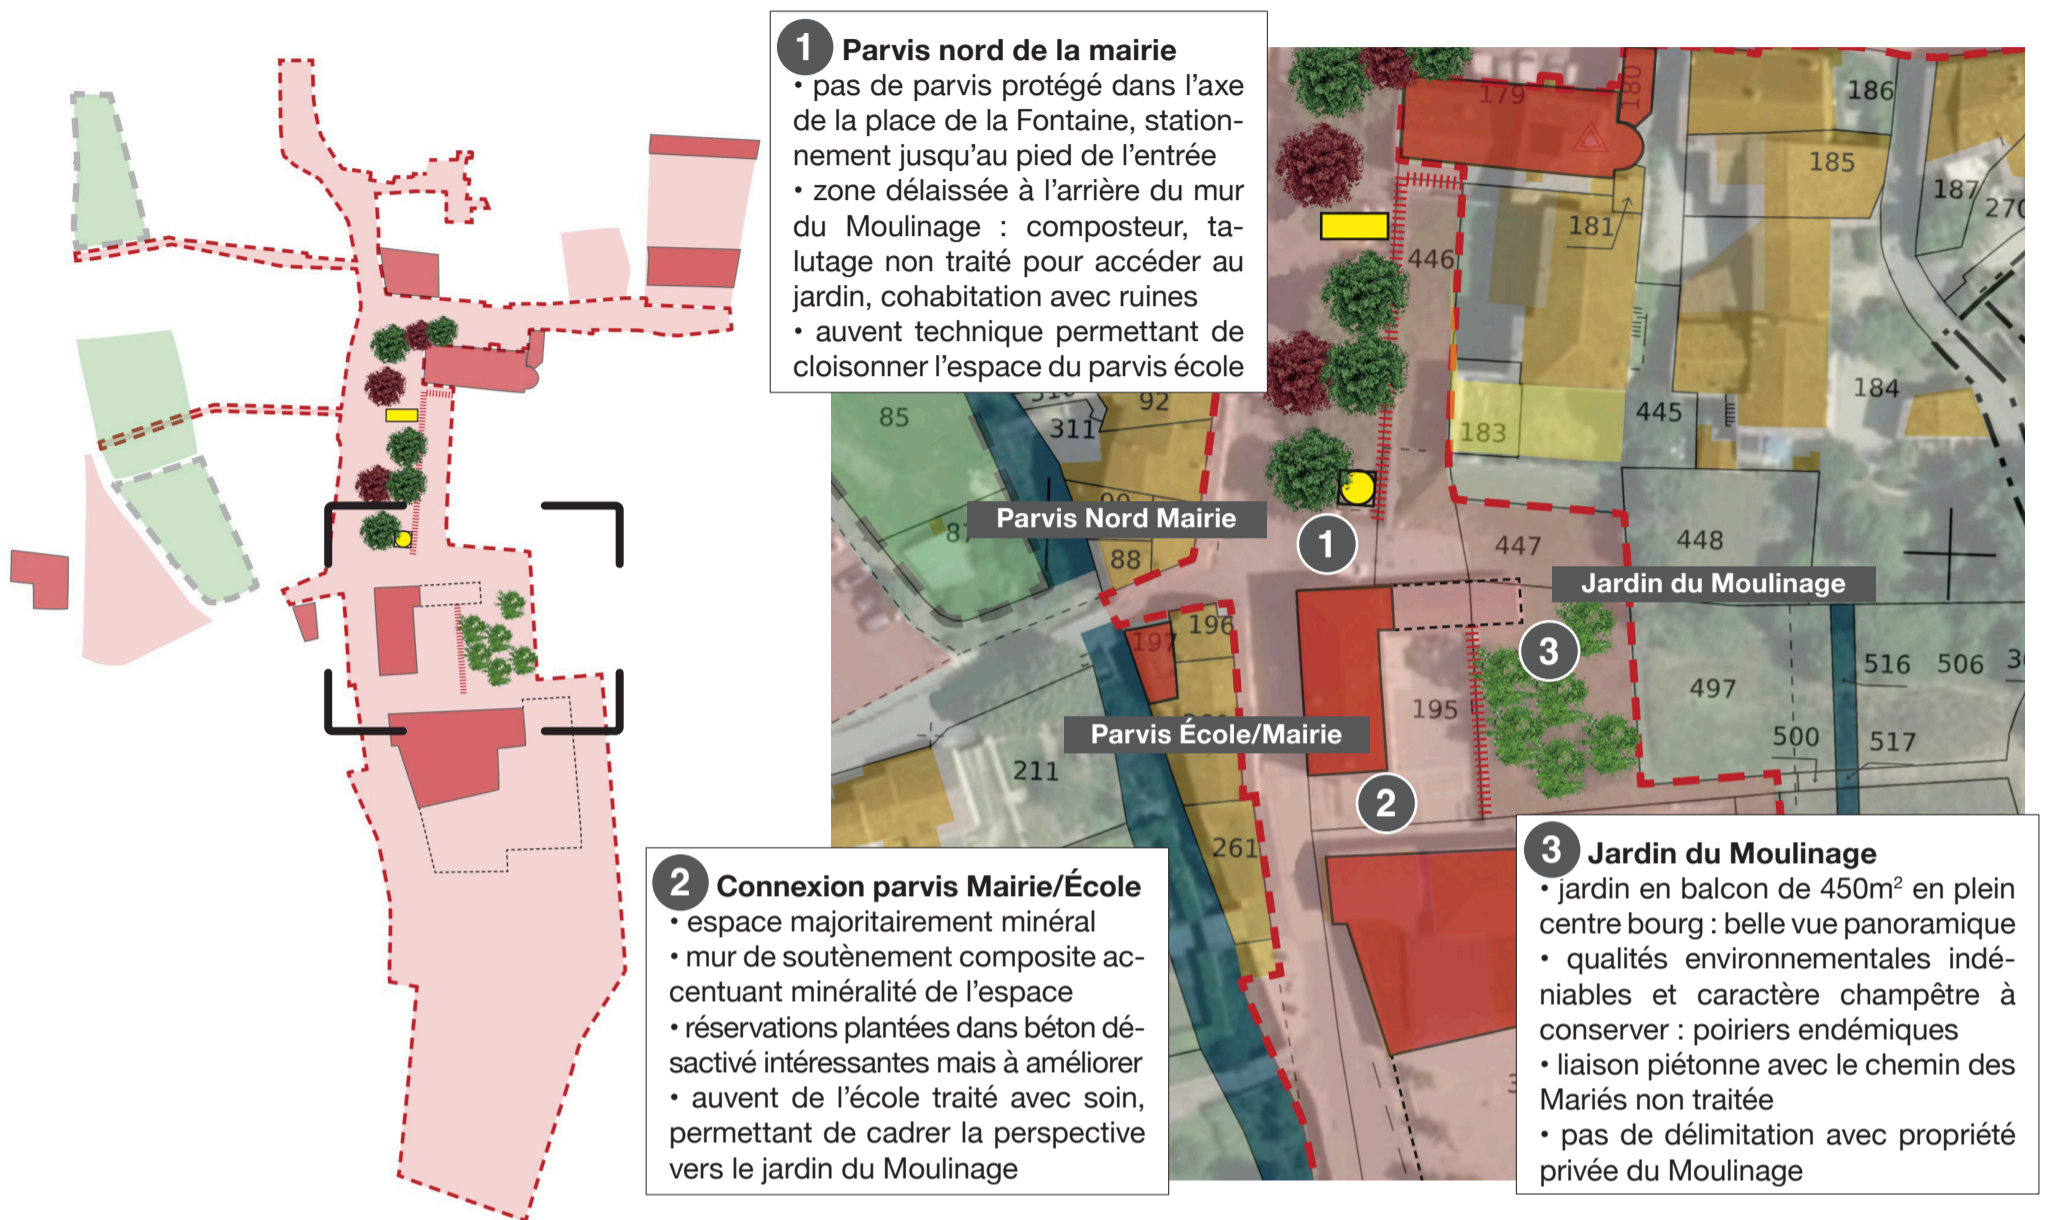 1 Parvis nord de la mairie
• pas de parvis protégé dans l’axe
de la place de la Fontaine, station-
nement jusqu’au pied de l’entrée
• zone délaissée à l’arrière du mur
du Moulinage : composteur, ta-
lutage non traité pour accéder au
jardin, cohabitation avec ruines
• auvent technique permettant de
cloisonner l’espace du parvis école
179
180
186
185
187
270
181
446
184
445
183
92
311
85
90
87
88
Parvis Nord Mairie
1
447
448
Jardin du Moulinage
196
197
3
516
506
497
195
500
517
Parvis École/Mairie
211
2
261
2 Connexion parvis Mairie/École
• espace majoritairement minéral
• mur de soutènement composite ac-
centuant minéralité de l’espace
• réservations plantées dans béton dé-
sactivé intéressantes mais à améliorer
• auvent de l’école traité avec soin,
permettant de cadrer la perspective
vers le jardin du Moulinage
3 Jardin du Moulinage
• jardin en balcon de 450m² en plein
centre bourg : belle vue panoramique
• qualités environnementales indé-
niables et caractère champêtre à
conserver : poiriers endémiques
• liaison piétonne avec le chemin des
Mariés non traitée
• pas de délimitation avec propriété
privée du Moulinage